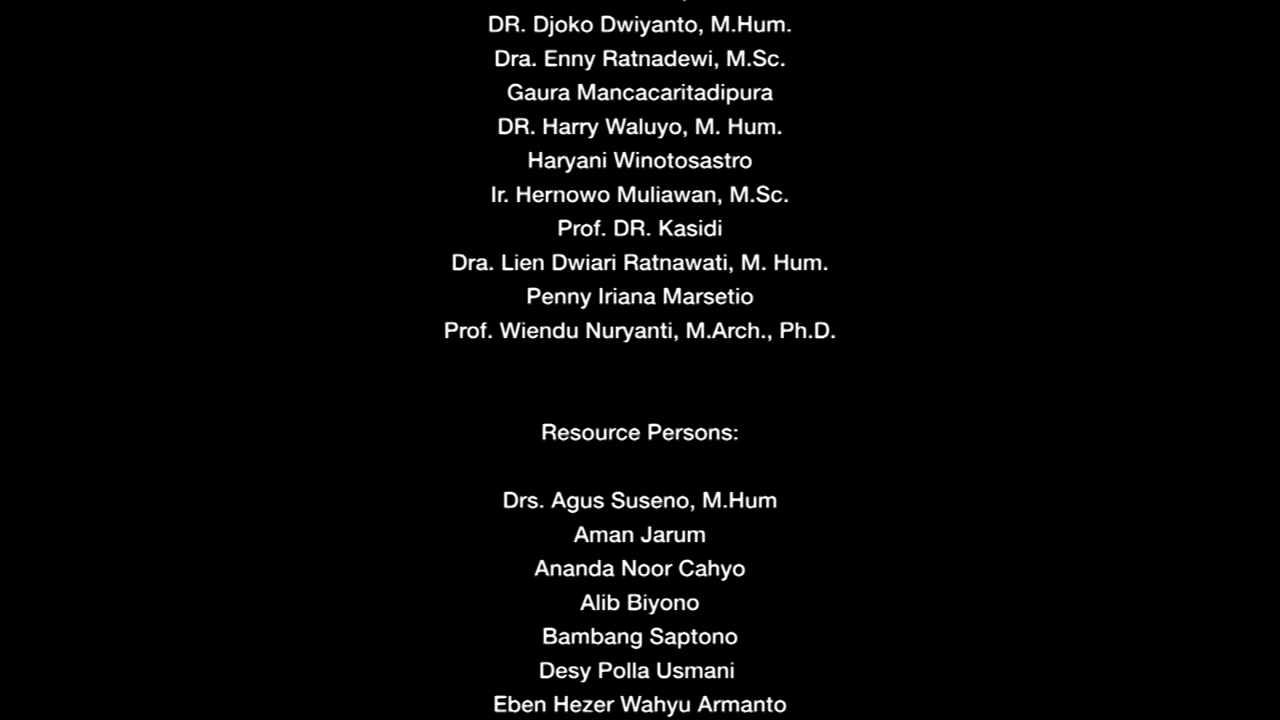 DR. Djoko Dwiyanto, M.Hum.
Dra. Enny Ratnadewi, M.Sc.
Gaura Mancacaritadipura
DR. Harry Waluyo, M. Hum.
Haryani Winotosastro
Ir. Hernowo Muliawan, M.Sc.
Prof. DR. Kasidi
Dra. Lien Dwiari Ratnawati, M. Hum.
Penny Iriana Marsetio
Prof. Wiendu Nuryanti, M.Arch., Ph.D.
Resource Persons:
Drs. Agus Suseno, M.Hum
Aman Jarum
Ananda Noor Cahyo
Alib Biyono
Bambang Saptono
Desy Polla Usmani
Eben Hezer Wahyu Armanto